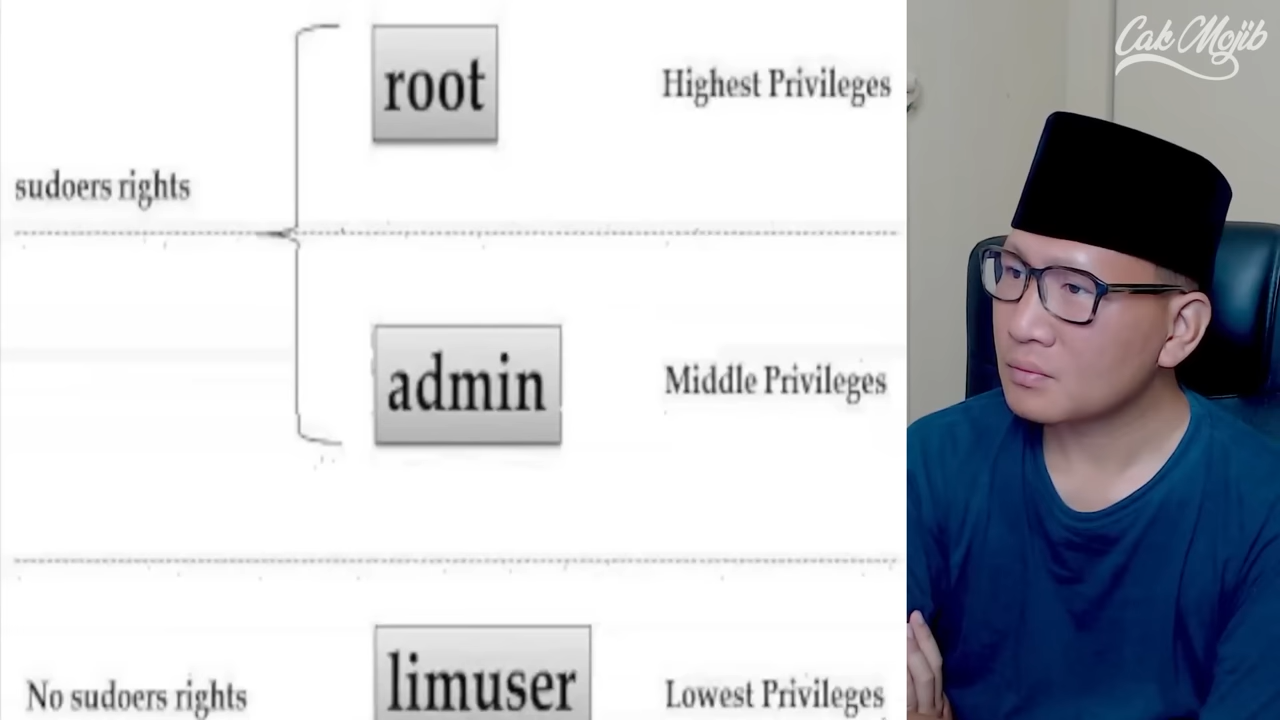 Cak Mojib
root
Highest Privileges
sudoers rights
admin
Middle Privileges
limuser
No sudoers rights
Lowest Privileges